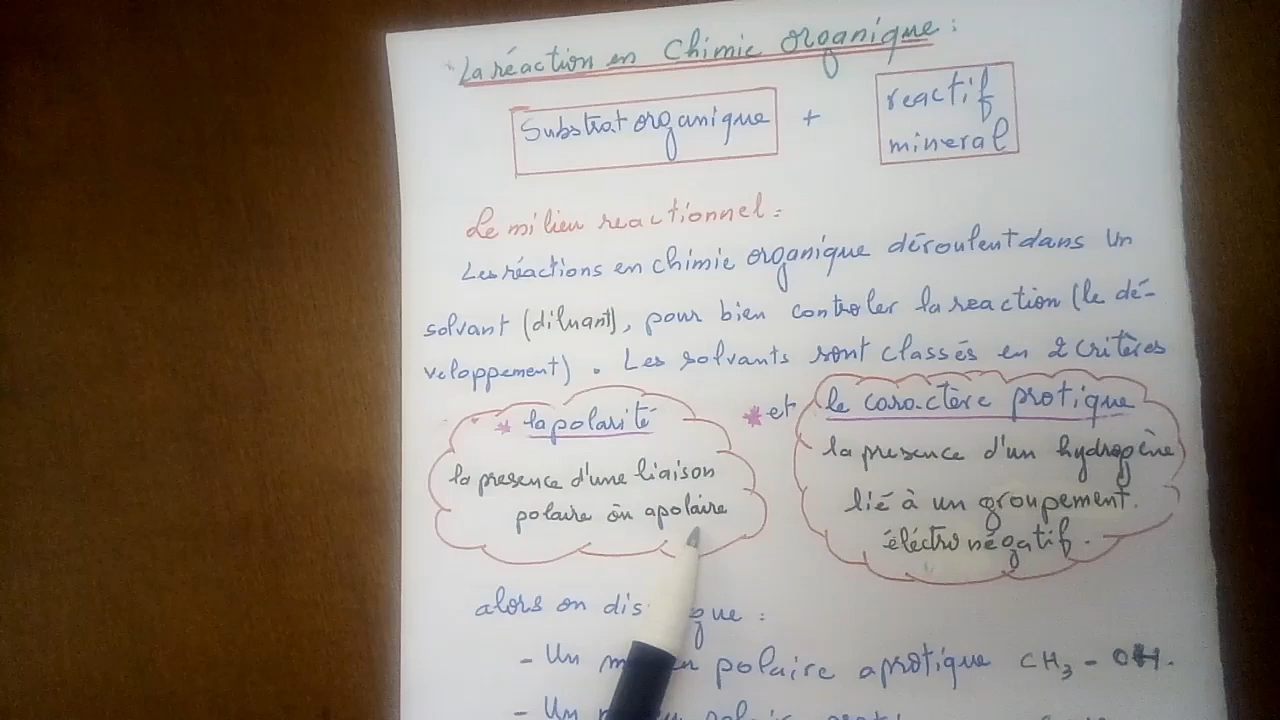 * La réaction en Chimie Organique :
Substrat organique + reactif
mineral
Le milieu reactionnel :
Les réactions en chimie organique déroulent dans un
solvant (diluant), pour bien controler la reaction (le dé-
veloppement). Les solvants sont classés en 2 critères
* la polarité
la presence d'une liaison
polaire ou apolaire
* et le caractère protique
la presence d'un hydrogène
lié à un groupement.
éléctronégatif.
alors on :
- Un polaire aprotique CH3 - OH.
- Un